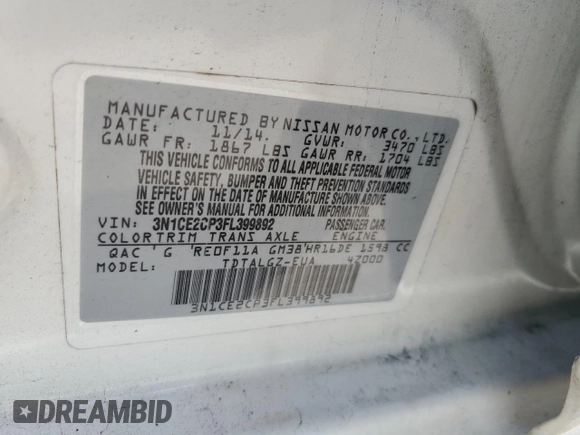 MANUFACTURED BY NISSAN MOTOR CO., LTD.
DATE: 11/14. GVWR: 3470 LBS
GAWR FR: 1867 LBS GAWR RR: 1704 LBS
THIS VEHICLE CONFORMS TO ALL APPLICABLE FEDERAL MOTOR
VEHICLE SAFETY, BUMPER AND THEFT PREVENTION STANDARDS
IN EFFECT ON THE DATE OF MANUFACTURE SHOWN ABOVE.
SEE OWNER'S MANUAL FOR ADDITIONAL INFORMATION.
VIN: 3N1CE2CP3FL399892 PASSENGER CAR.
COLOR TRIM TRANS AXLE ENGINE
QAC G RE0F11A GM38 HR16DE 1598 CC
MODEL: TDTALGZ-EUA 4Z000
3N1CE2CP3FL399892
DREAMBID